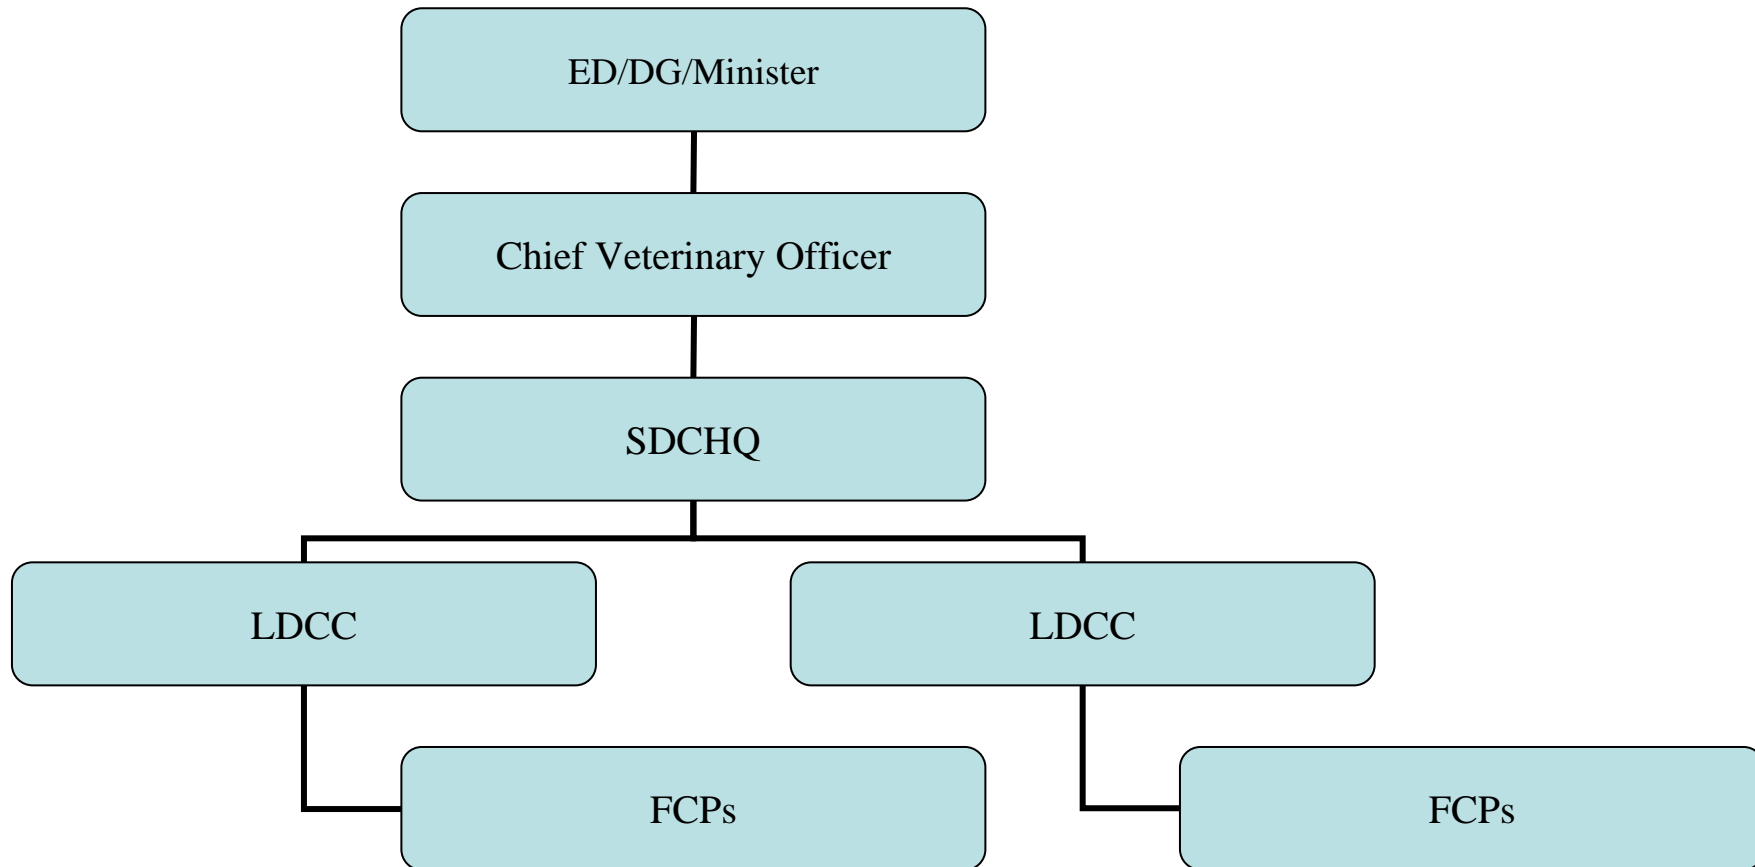 ED/DG/Minister
Chief Veterinary Officer
SDCHQ
LDCC
LDCC
FCPs
FCPs